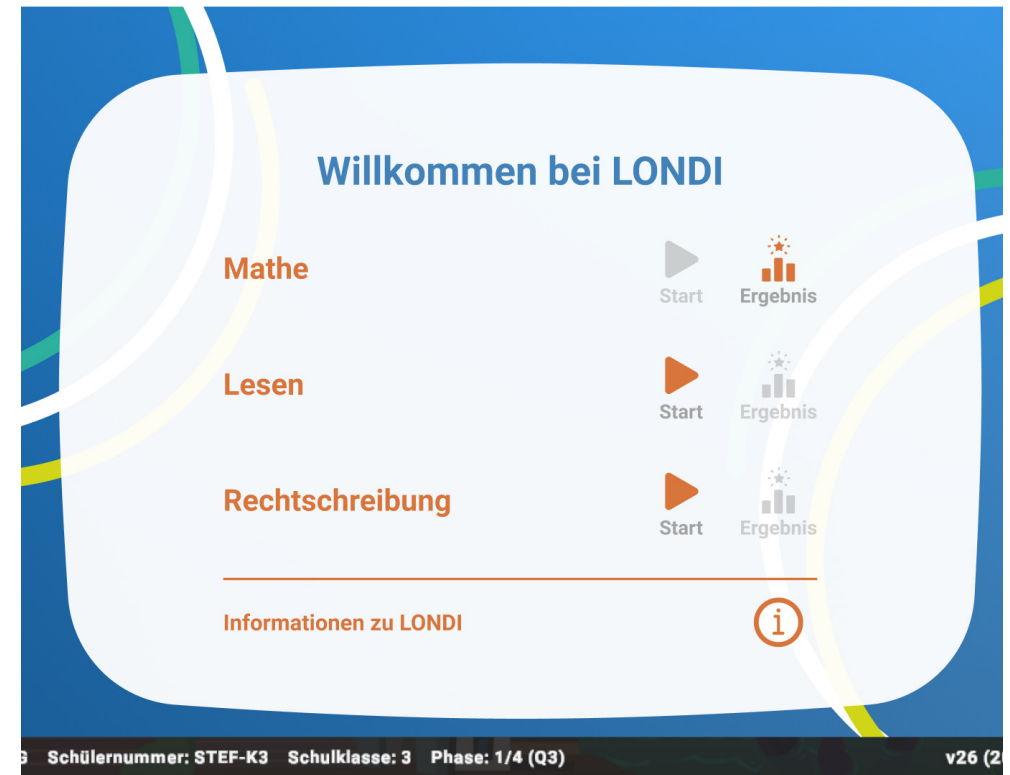 Willkommen bei LONDI
Mathe
Start Ergebnis
Lesen
Start Ergebnis
Rechtschreibung
Start Ergebnis
Informationen zu LONDI
i
Schülernummer: STEF-K3 Schulklasse: 3 Phase: 1/4 (Q3) v26